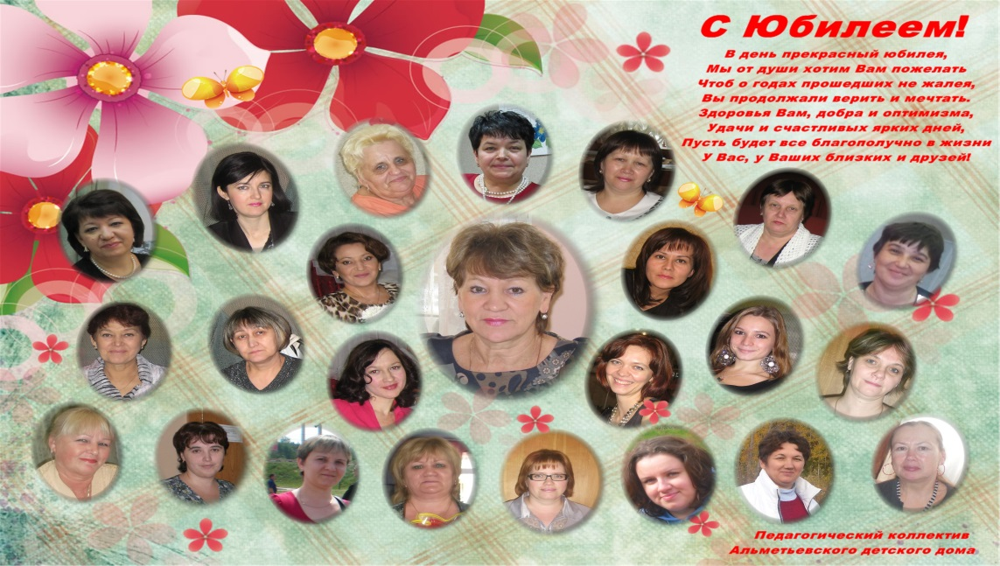 С Юбилеем!
В день прекрасный юбилея,
Мы от души хотим Вам пожелать
Чтоб о годах прошедших не жалея,
Вы продолжали верить и мечтать.
Здоровья Вам, добра и оптимизма,
Удачи и счастливых ярких дней,
Пусть будет все благополучно в жизни
У Вас, у Ваших близких и друзей!
Педагогический коллектив
Альметьевского детского дома